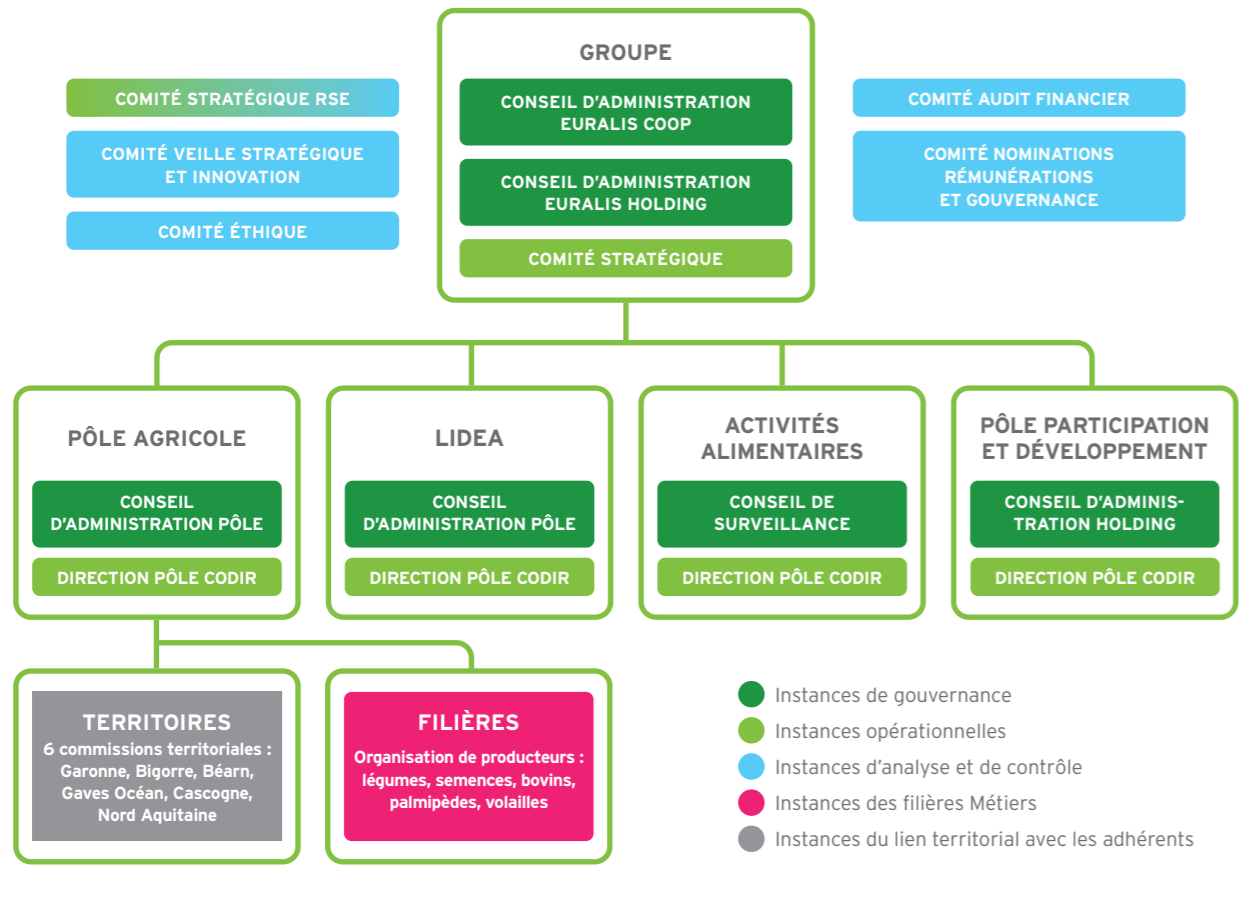 GROUPE
CONSEIL D'ADMINISTRATION
EURALIS COOP
CONSEIL D'ADMINISTRATION
EURALIS HOLDING
COMITÉ STRATÉGIQUE
COMITÉ STRATÉGIQUE RSE
COMITÉ VEILLE STRATÉGIQUE
ET INNOVATION
COMITÉ ÉTHIQUE
COMITÉ AUDIT FINANCIER
COMITÉ NOMINATIONS
RÉMUNÉRATIONS
ET GOUVERNANCE
PÔLE AGRICOLE
CONSEIL
D'ADMINISTRATION PÔLE
DIRECTION PÔLE CODIR
LIDEA
CONSEIL
D'ADMINISTRATION PÔLE
DIRECTION PÔLE CODIR
ACTIVITÉS
ALIMENTAIRES
CONSEIL DE
SURVEILLANCE
DIRECTION PÔLE CODIR
PÔLE PARTICIPATION
ET DÉVELOPPEMENT
CONSEIL D'ADMINIS-
TRATION HOLDING
DIRECTION PÔLE CODIR
TERRITOIRES
6 commissions territoriales :
Garonne, Bigorre, Béarn,
Gaves Océan, Cascogne,
Nord Aquitaine
FILIÈRES
Organisation de producteurs :
légumes, semences, bovins,
palmipèdes, volailles
Instances de gouvernance
Instances opérationnelles
Instances d'analyse et de contrôle
Instances des filières Métiers
Instances du lien territorial avec les adhérents